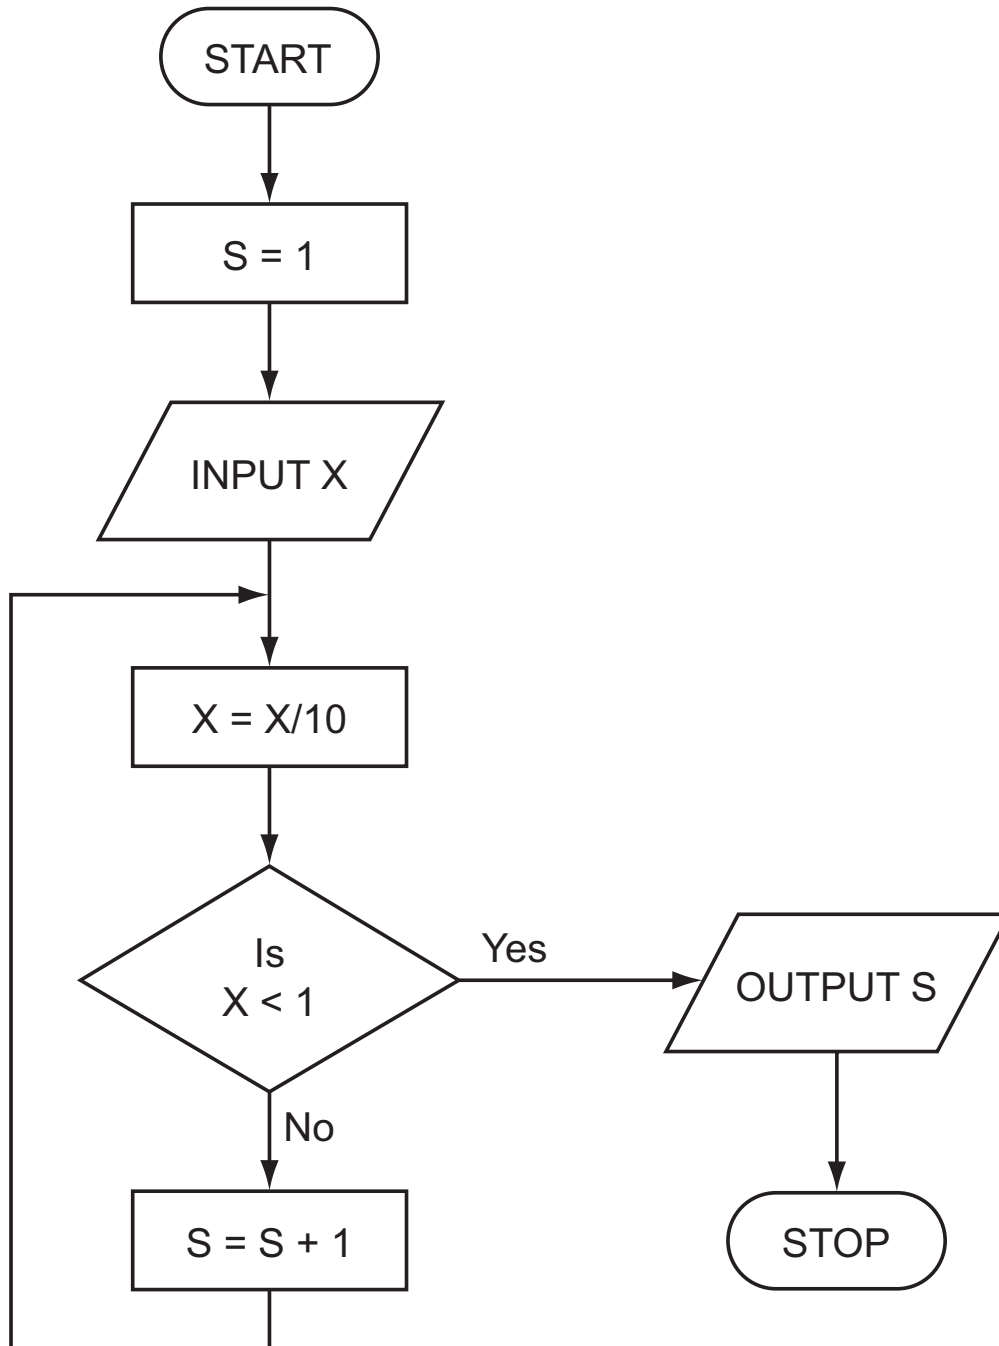 START
S = 1
INPUT X
X = X/10
Is
X < 1
Yes
OUTPUT S
No
S = S + 1
STOP